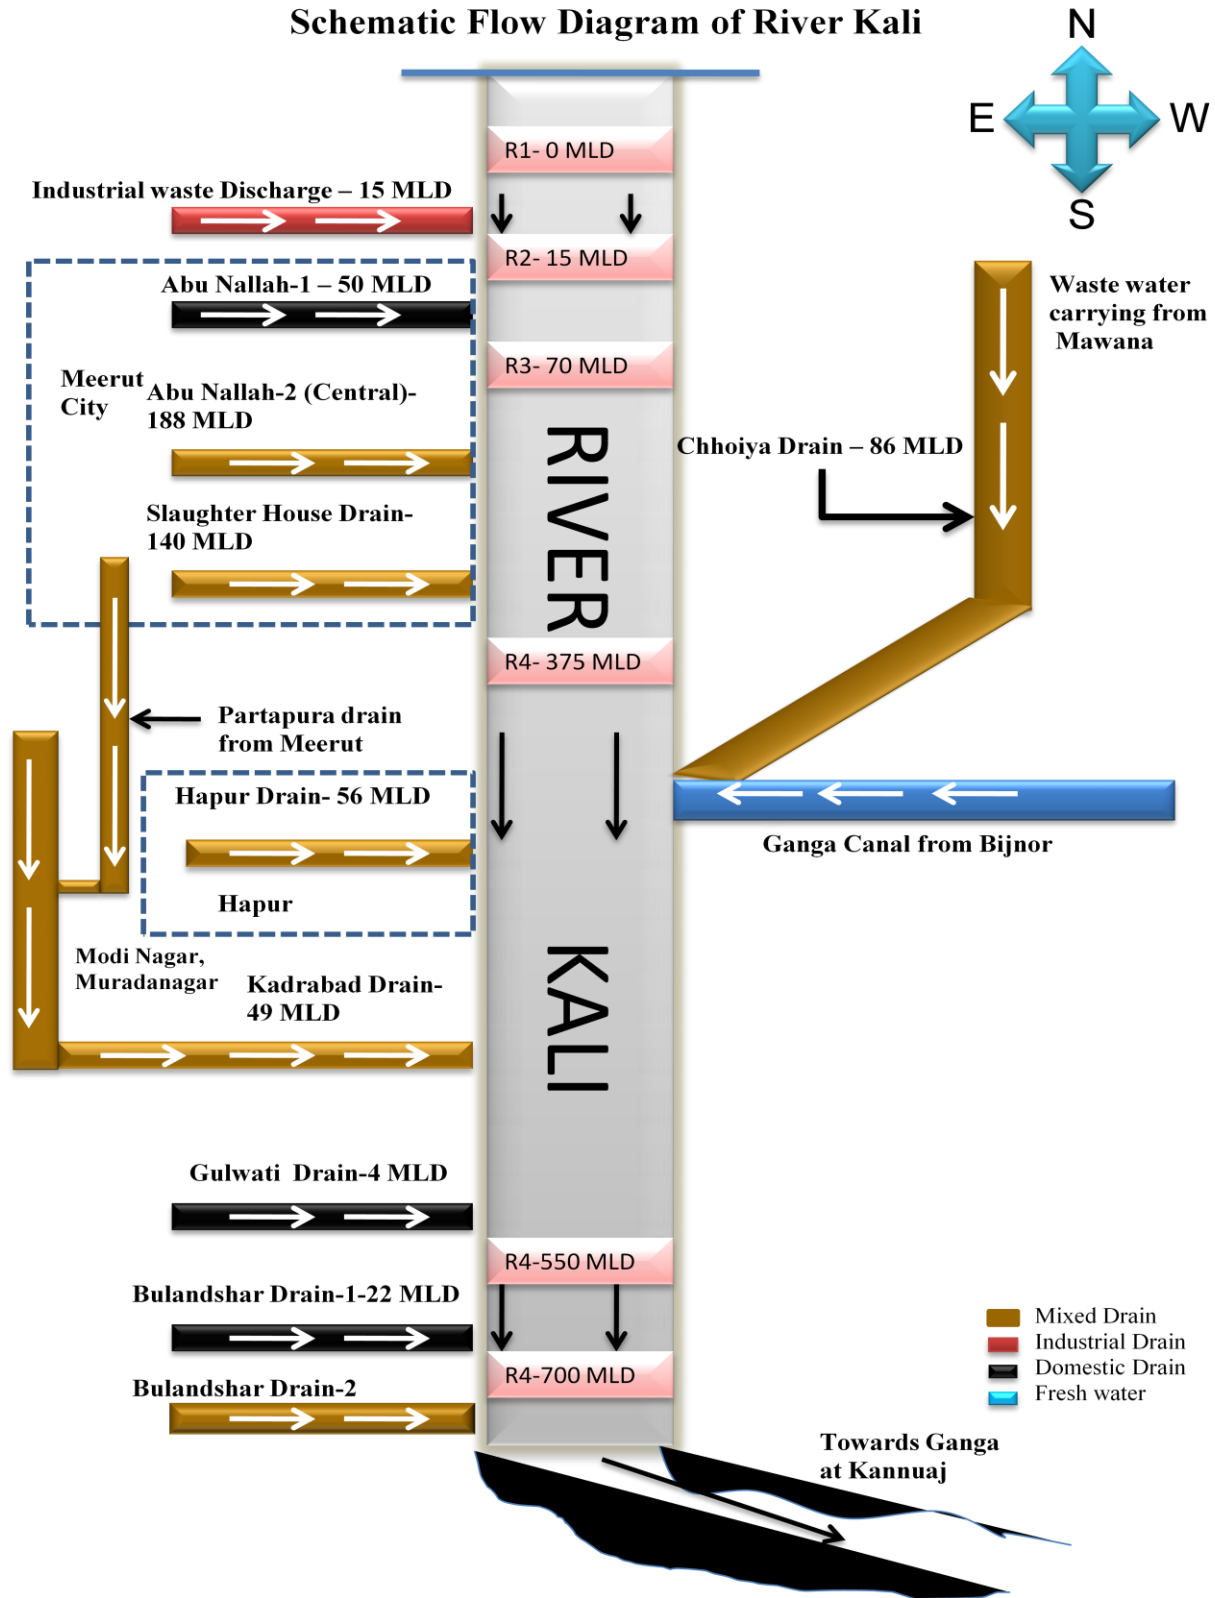 Schematic Flow Diagram of River Kali
N
E
W
S
R1- 0 MLD
Industrial waste Discharge – 15 MLD
R2- 15 MLD
Abu Nallah-1 – 50 MLD
Waste water
carrying from
Mawana
R3- 70 MLD
Meerut
City
Abu Nallah-2 (Central)-
188 MLD
Chhoiya Drain – 86 MLD
RIVER
Slaughter House Drain-
140 MLD
R4- 375 MLD
Partapura drain
from Meerut
Hapur Drain- 56 MLD
Ganga Canal from Bijnor
Hapur
Modi Nagar,
Muradanagar
KALI
Kadrabad Drain-
49 MLD
Gulwati Drain-4 MLD
R4-550 MLD
Bulandshar Drain-1-22 MLD
R4-700 MLD
Bulandshar Drain-2
Mixed Drain
Industrial Drain
Domestic Drain
Fresh water
Towards Ganga
at Kannuaj